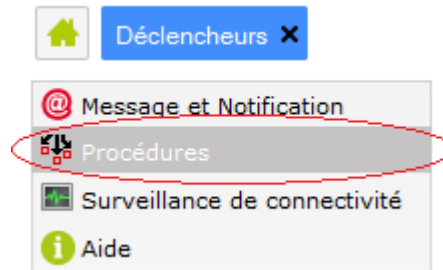 Déclencheurs
Message et Notification
Procédures
Surveillance de connectivité
Aide